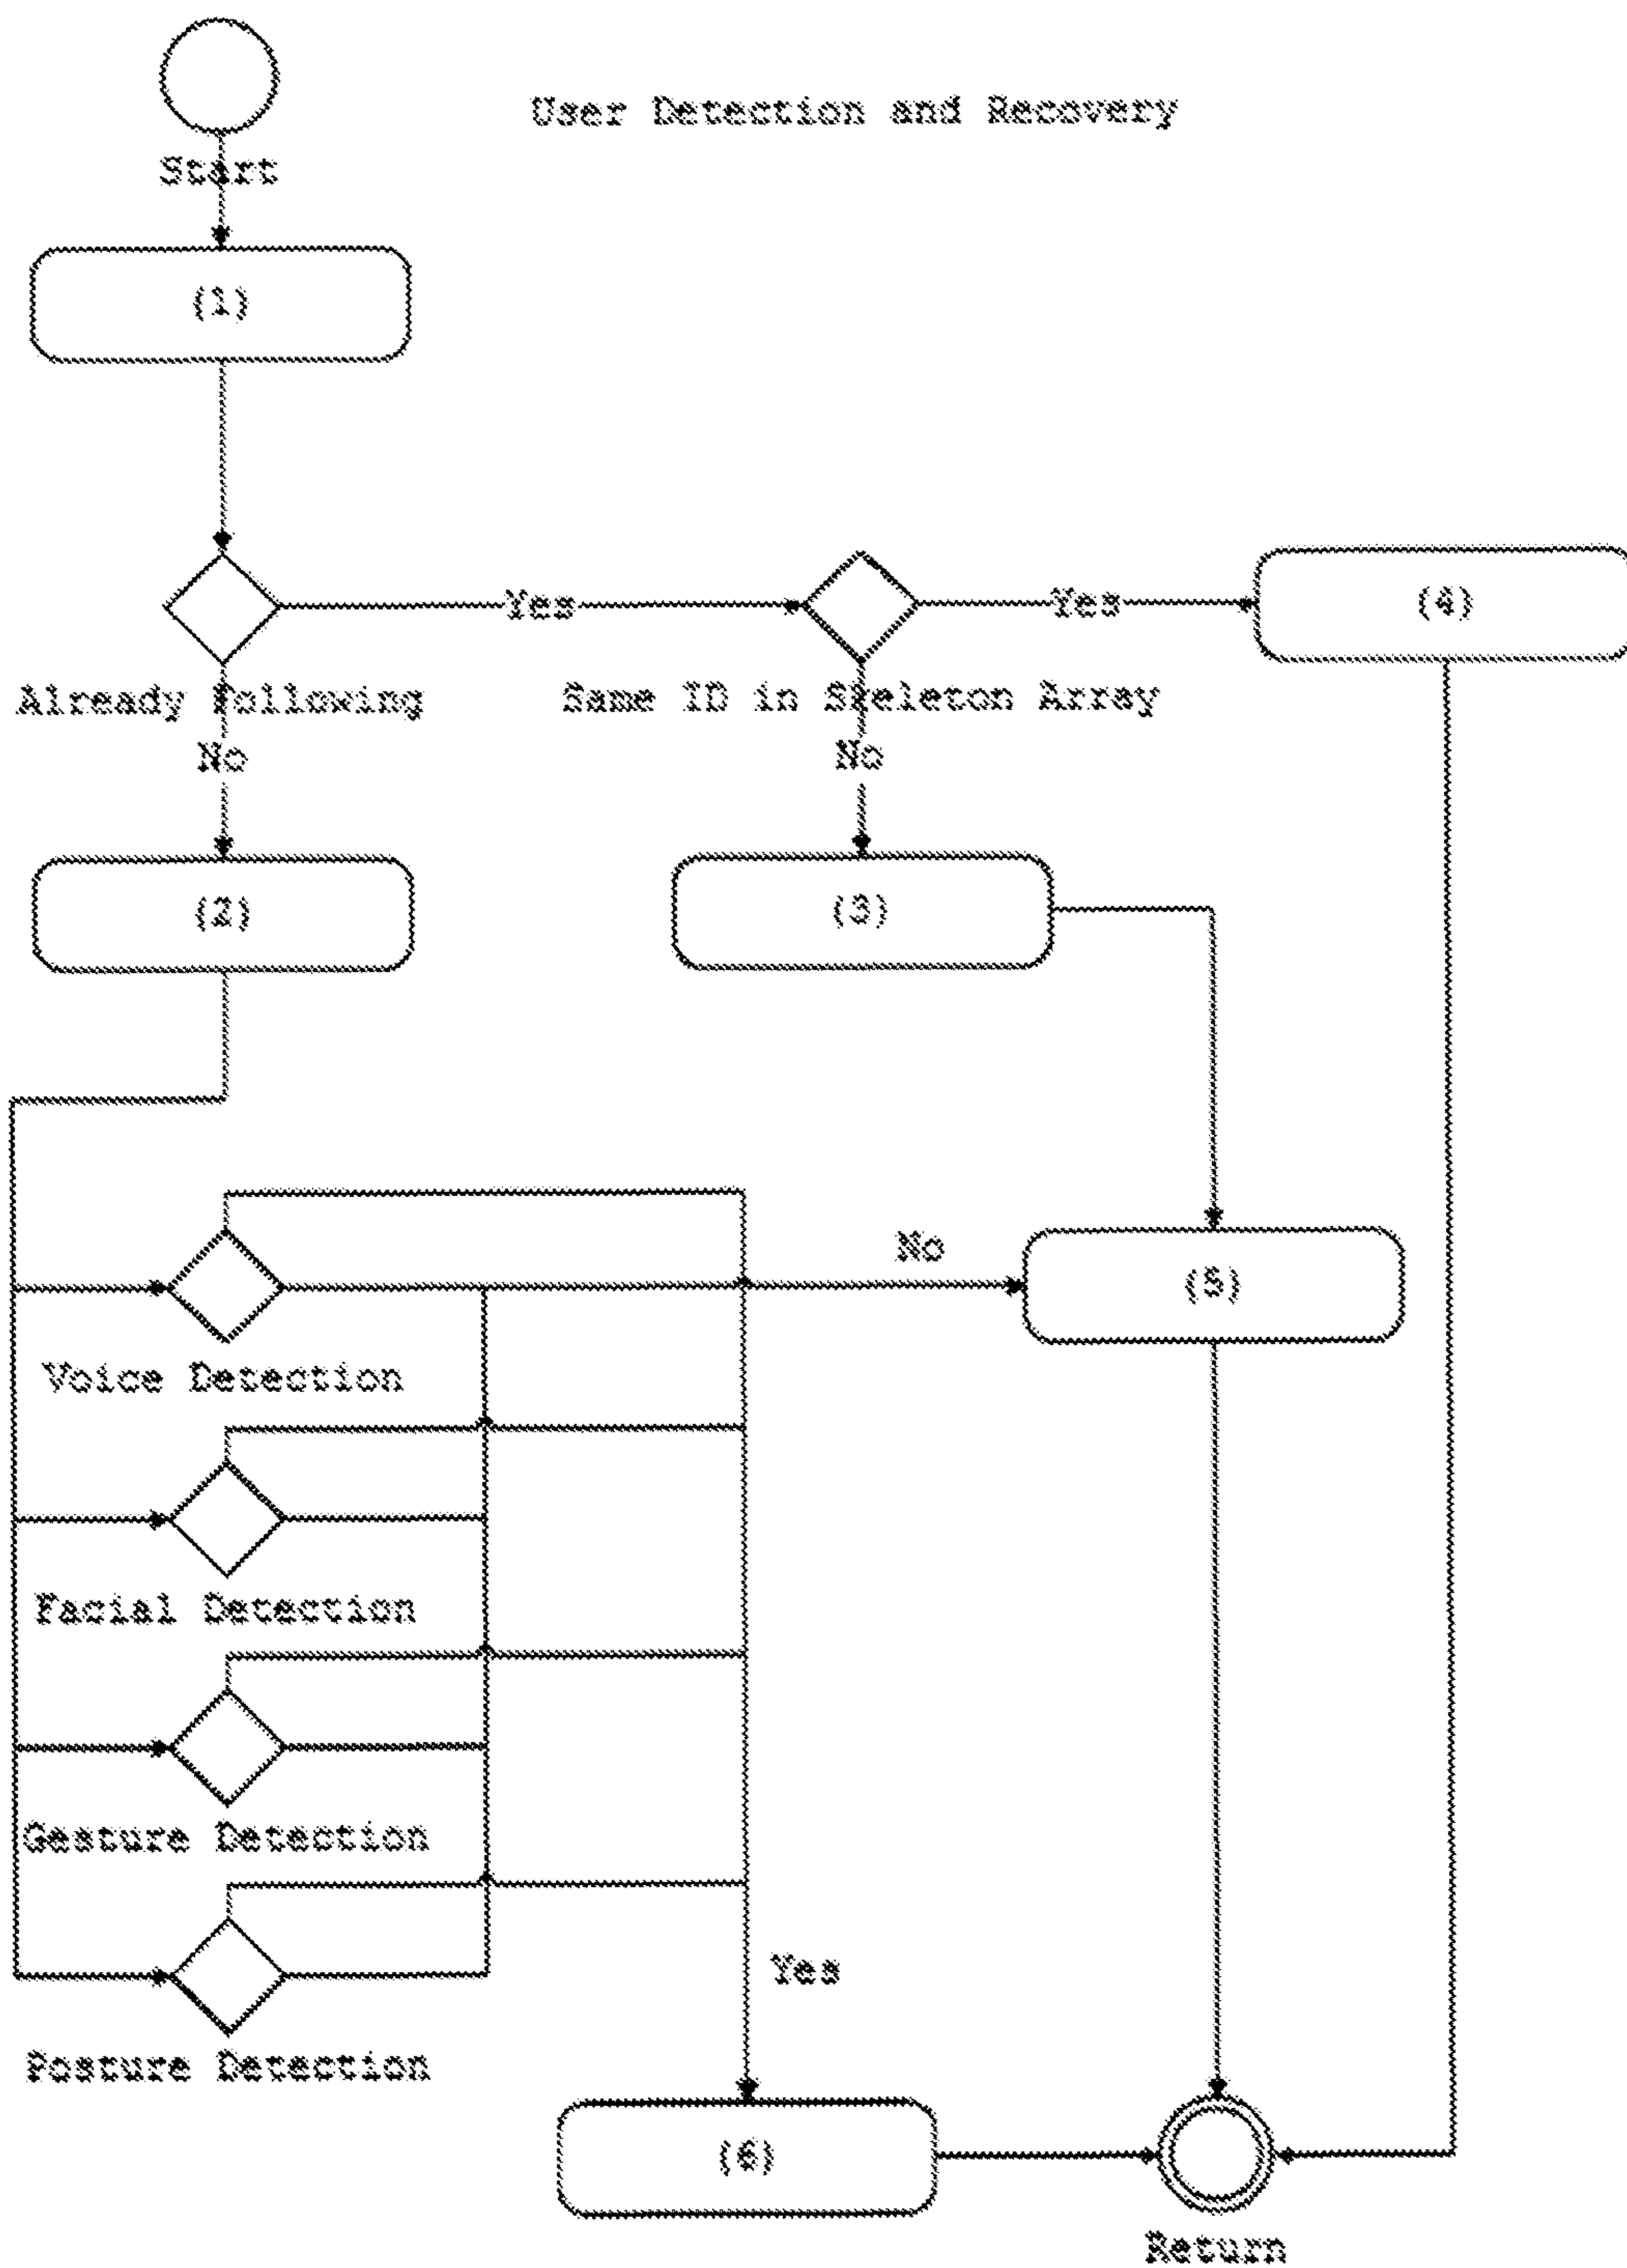 User Detection and Recovery
Start
(1)
Yes
Yes
(4)
Already Following
Same ID in Skeleton Array
No
No
(2)
(3)
No
(5)
Voice Detection
Facial Detection
Gesture Detection
Yes
Posture Detection
(6)
Return